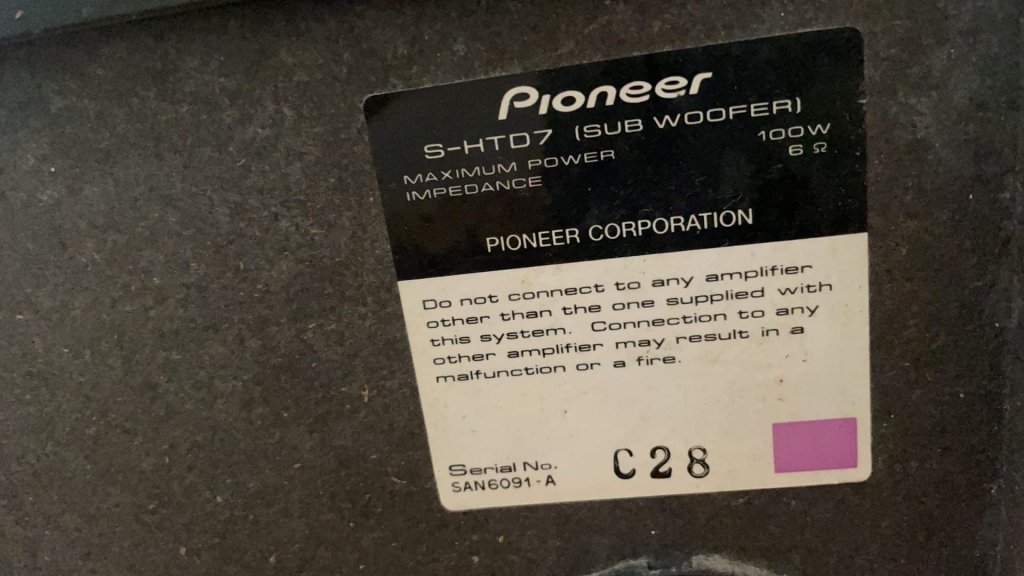 Pioneer
S-HTD7 (SUB WOOFER)
MAXIMUM POWER 100W
IMPEDANCE 6 Ω
PIONEER CORPORATION
Do not connect to any amplifier
other than the one supplied with
this system. Connection to any
other amplifier may result in a
malfunction or a fire.
Serial No. C28
SAN6091-A